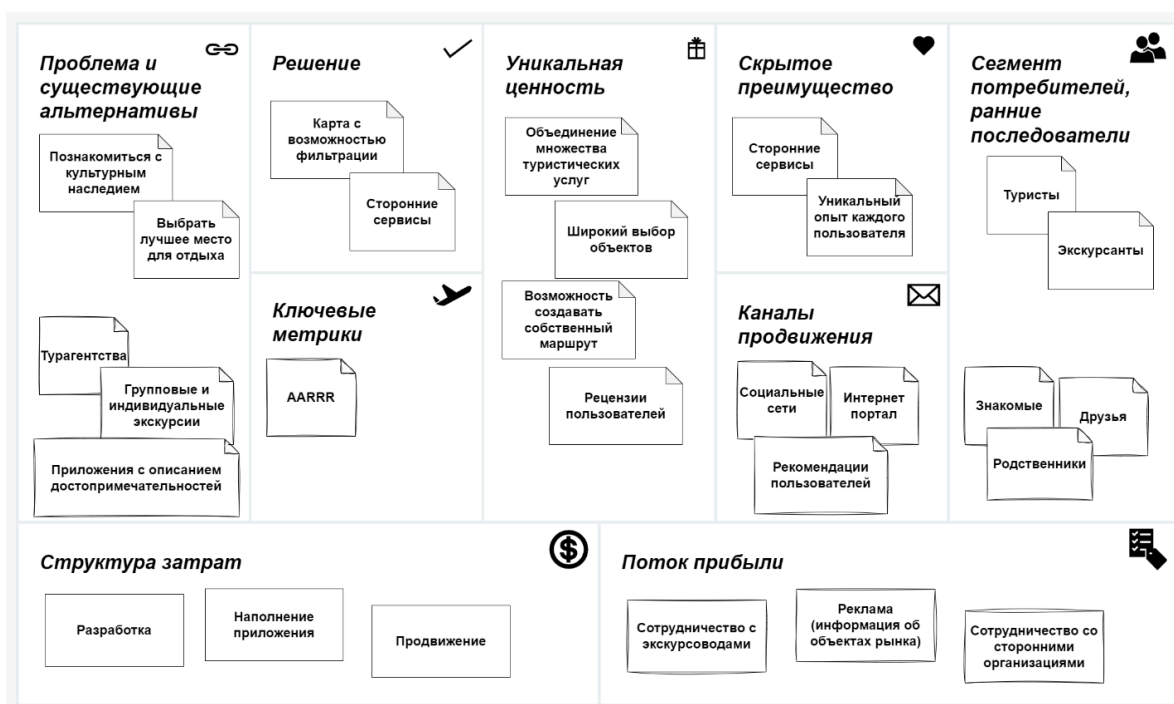 Проблема и
существующие
альтернативы
Познакомиться с
культурным
наследием
Выбрать
лучшее место
для отдыха
Турагентства
Групповые и
индивидуальные
экскурсии
Приложения с описанием
достопримечательностей
Решение
Карта с
возможностью
фильтрации
Сторонние
сервисы
Ключевые
метрики
AARRR
Уникальная
ценность
Объединение
множества
туристических
услуг
Широкий выбор
объектов
Возможность
создавать
собственный
маршрут
Рецензии
пользователей
Скрытое
преимущество
Сторонние
сервисы
Уникальный
опыт каждого
пользователя
Каналы
продвижения
Социальные
сети
Интернет
портал
Рекомендации
пользователей
Сегмент
потребителей,
ранние
последователи
Туристы
Экскурсанты
Знакомые
Друзья
Родственники
Структура затрат
Разработка
Наполнение
приложения
Продвижение
Поток прибыли
Сотрудничество с
экскурсоводами
Реклама
(информация об
объектах рынка)
Сотрудничество со
сторонними
организациями